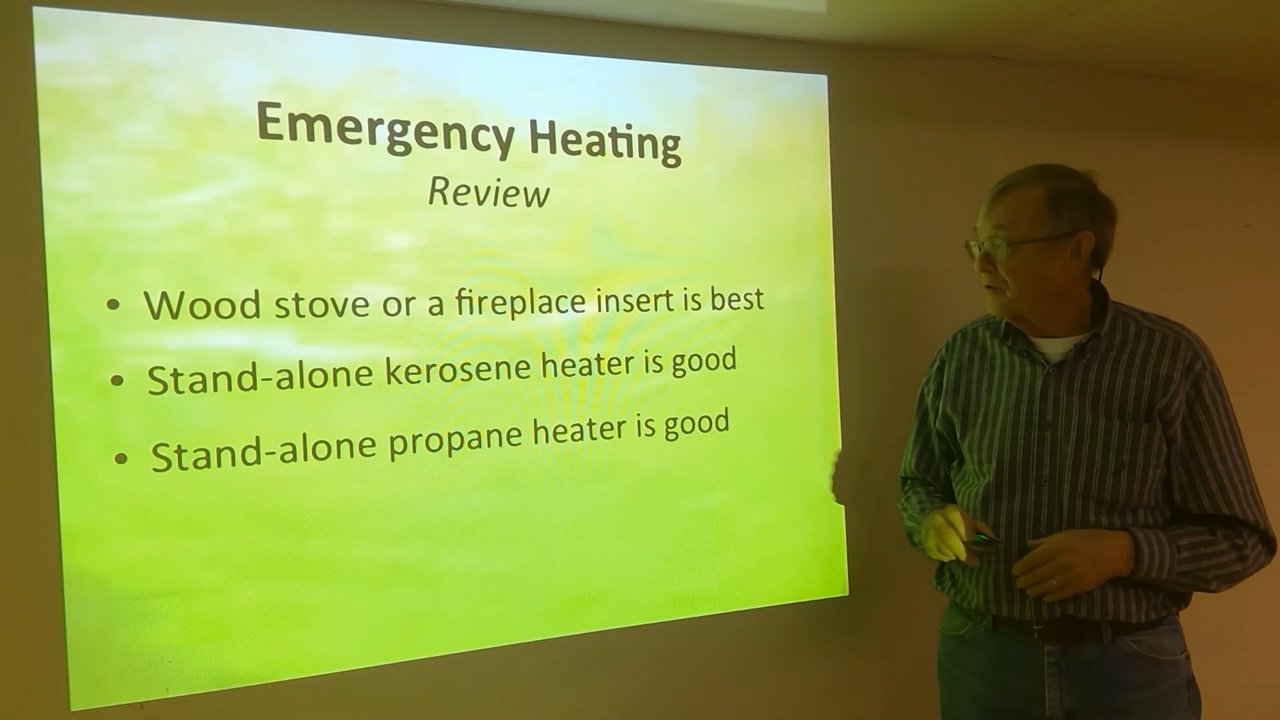 Emergency Heating
Review
• Wood stove or a fireplace insert is best
• Stand-alone kerosene heater is good
• Stand-alone propane heater is good